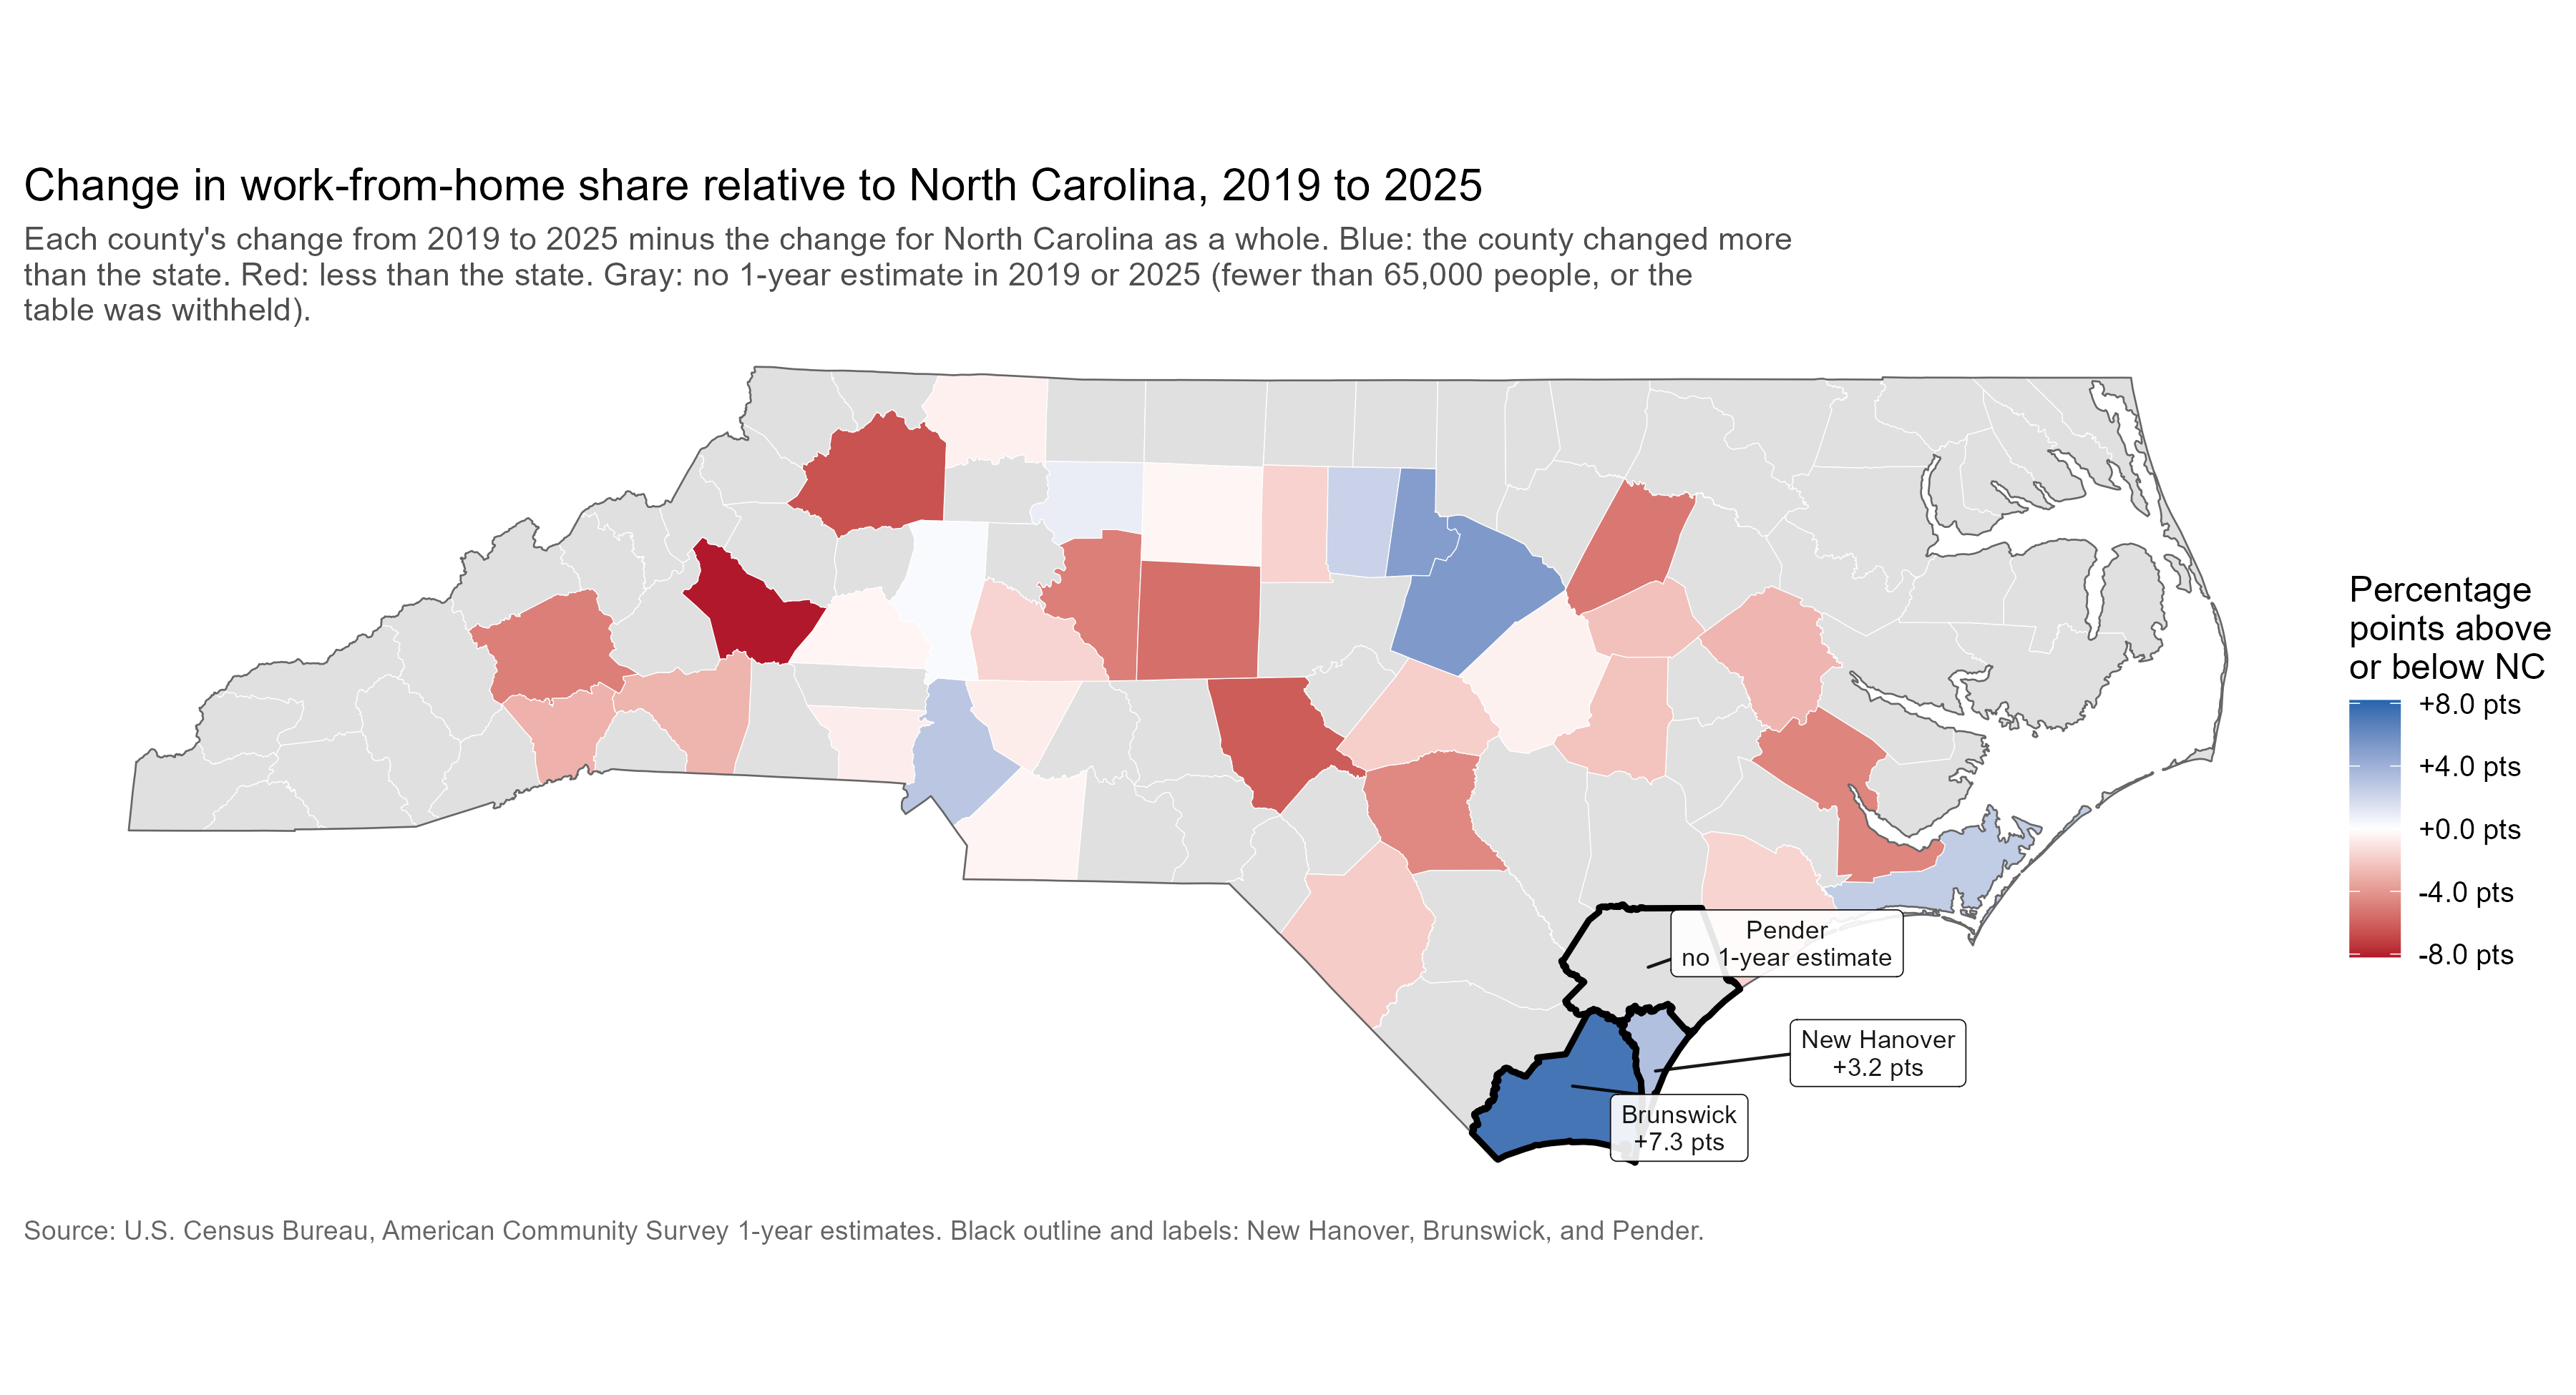 Change in work-from-home share relative to North Carolina, 2019 to 2025
Each county's change from 2019 to 2025 minus the change for North Carolina as a whole. Blue: the county changed more
than the state. Red: less than the state. Gray: no 1-year estimate in 2019 or 2025 (fewer than 65,000 people, or the
table was withheld).
Percentage
points above
or below NC
+8.0 pts
+4.0 pts
+0.0 pts
-4.0 pts
-8.0 pts
Pender
no 1-year estimate
New Hanover
+3.2 pts
Brunswick
+7.3 pts
Source: U.S. Census Bureau, American Community Survey 1-year estimates. Black outline and labels: New Hanover, Brunswick, and Pender.